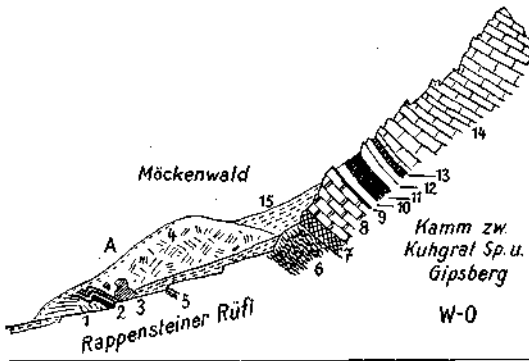 14
Möckenwald
13
12
11
10
9
8
7
6
15
4
A
1
2
3
5
Rappensteiner Rüfi
Kamm zw.
Kuhgrat Sp. u.
Gipsberg
W-O